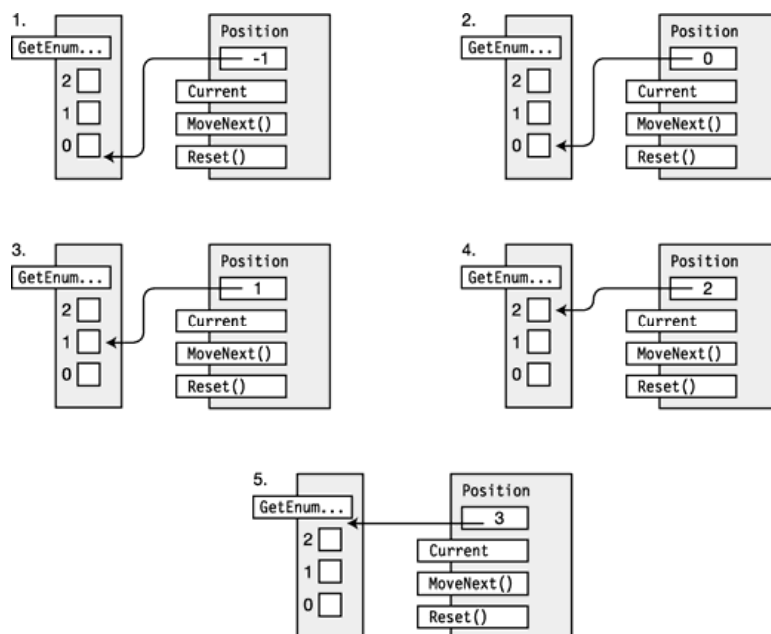 1.
GetEnum...
2
1
0
Position
-1
Current
MoveNext()
Reset()
2.
GetEnum...
2
1
0
Position
0
Current
MoveNext()
Reset()
3.
GetEnum...
2
1
0
Position
1
Current
MoveNext()
Reset()
4.
GetEnum...
2
1
0
Position
2
Current
MoveNext()
Reset()
5.
GetEnum...
2
1
0
Position
3
Current
MoveNext()
Reset()